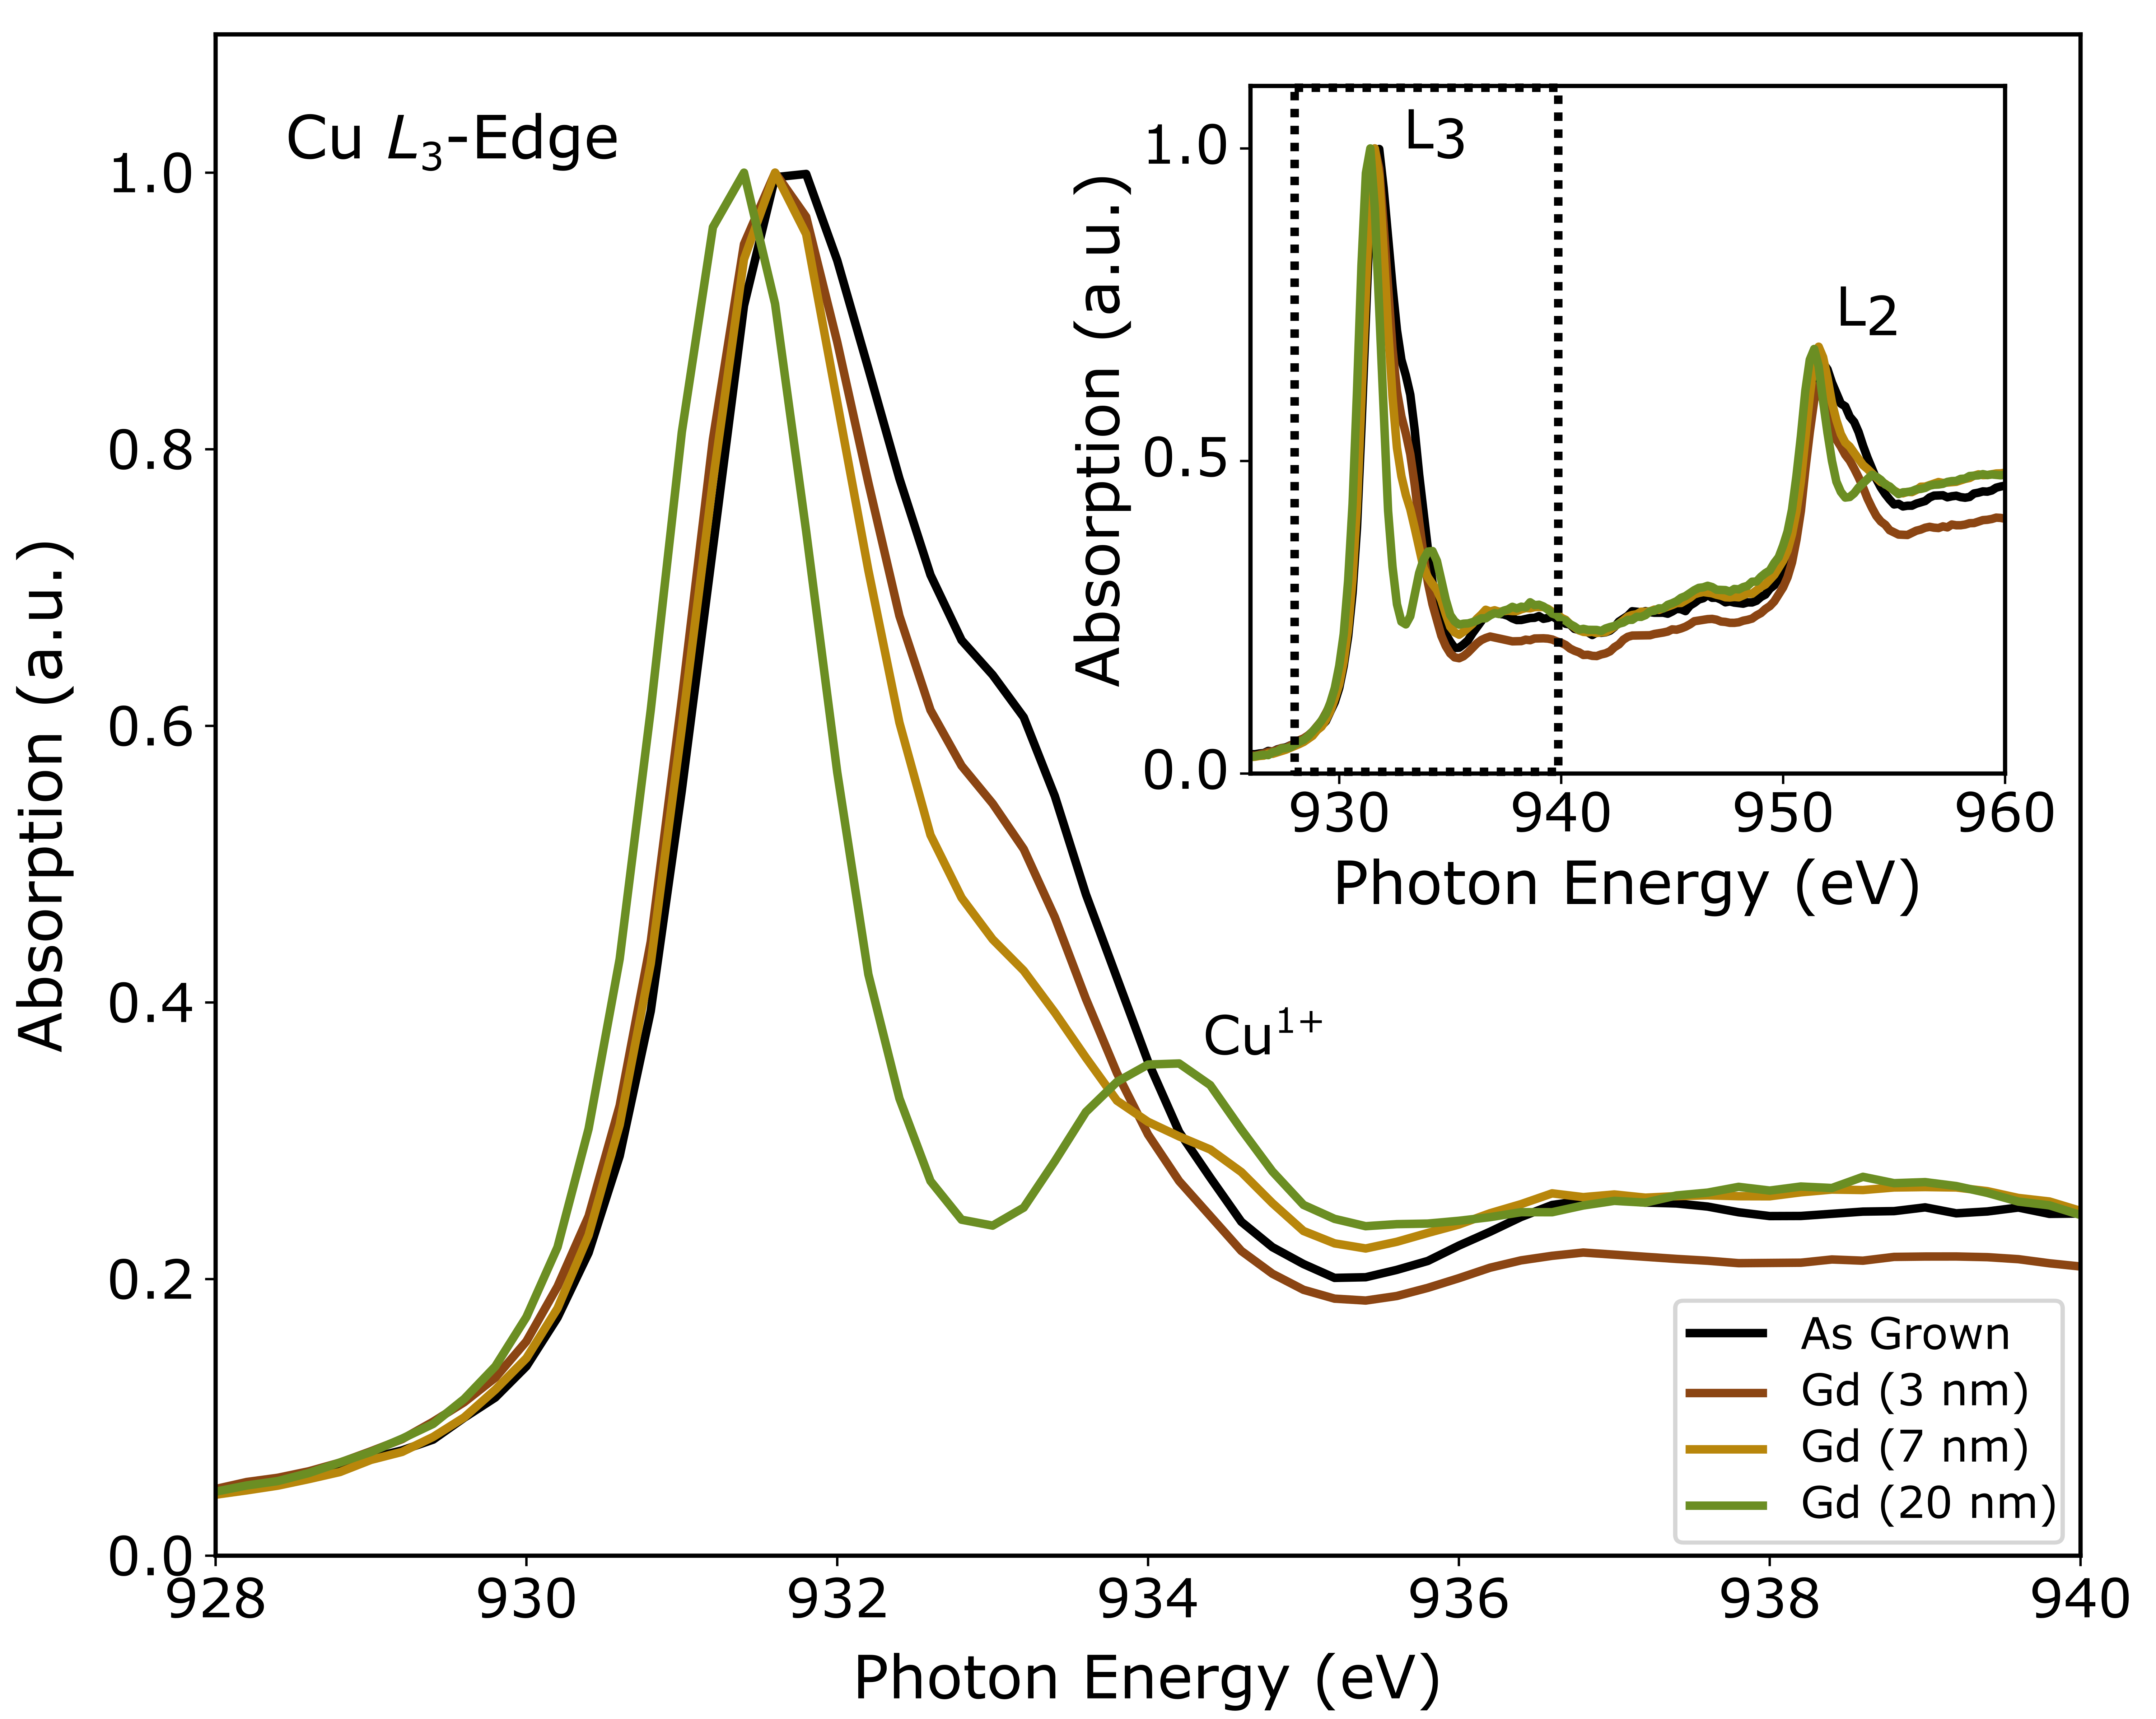 Cu L₃-Edge
Absorption (a.u.)
1.0
0.8
0.6
0.4
0.2
0.0
928 930 932 934 936 938 940
Photon Energy (eV)
Cu¹⁺
As Grown
Gd (3 nm)
Gd (7 nm)
Gd (20 nm)
L3
L2
Absorption (a.u.)
1.0
0.5
0.0
930 940 950 960
Photon Energy (eV)